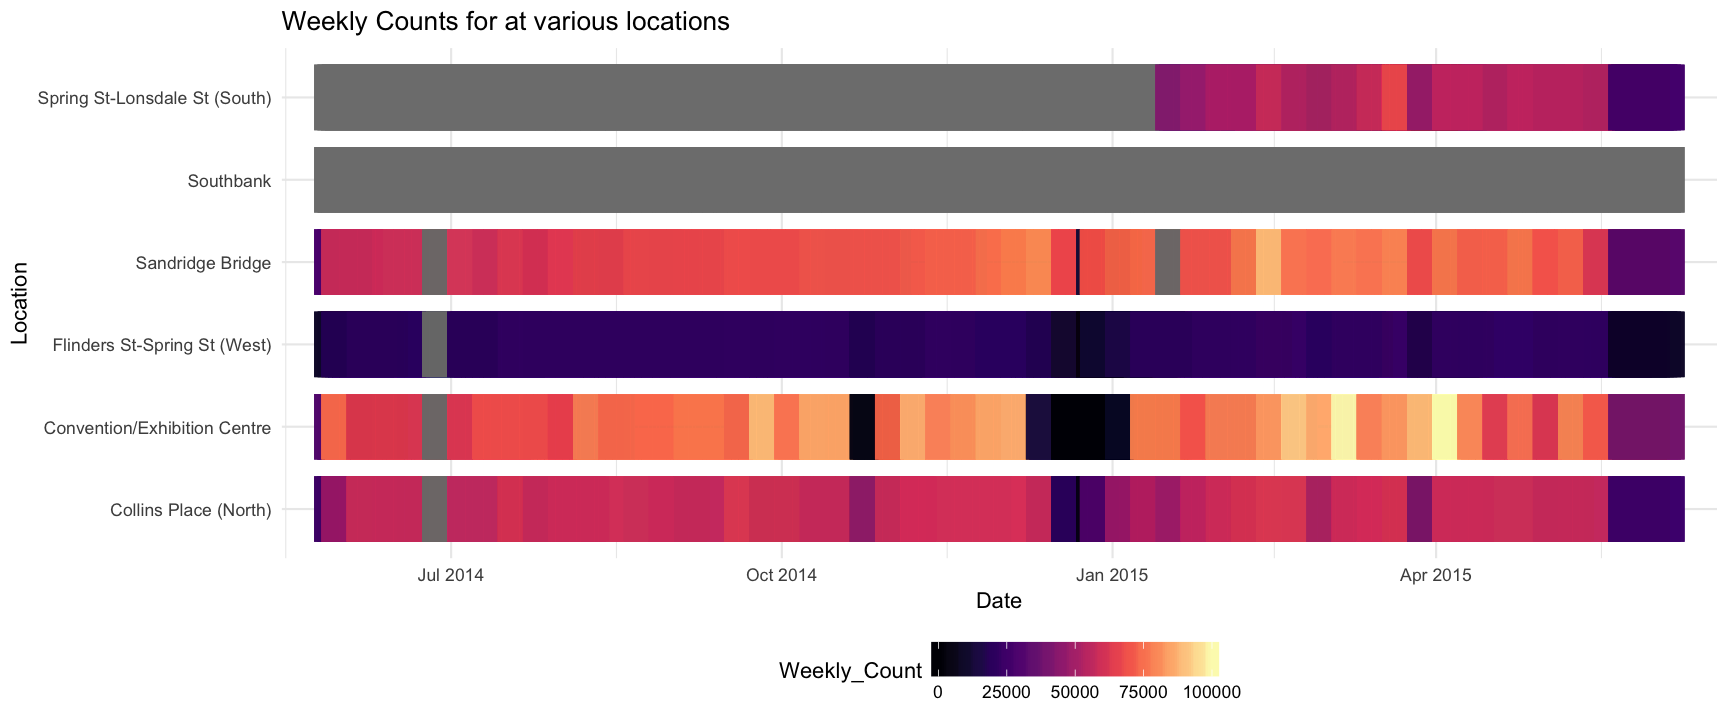 Weekly Counts for at various locations
Spring St-Lonsdale St (South)
Southbank
Sandridge Bridge
Flinders St-Spring St (West)
Convention/Exhibition Centre
Collins Place (North)
Location
Jul 2014
Oct 2014
Jan 2015
Apr 2015
Date
Weekly_Count
0
25000
50000
75000
100000